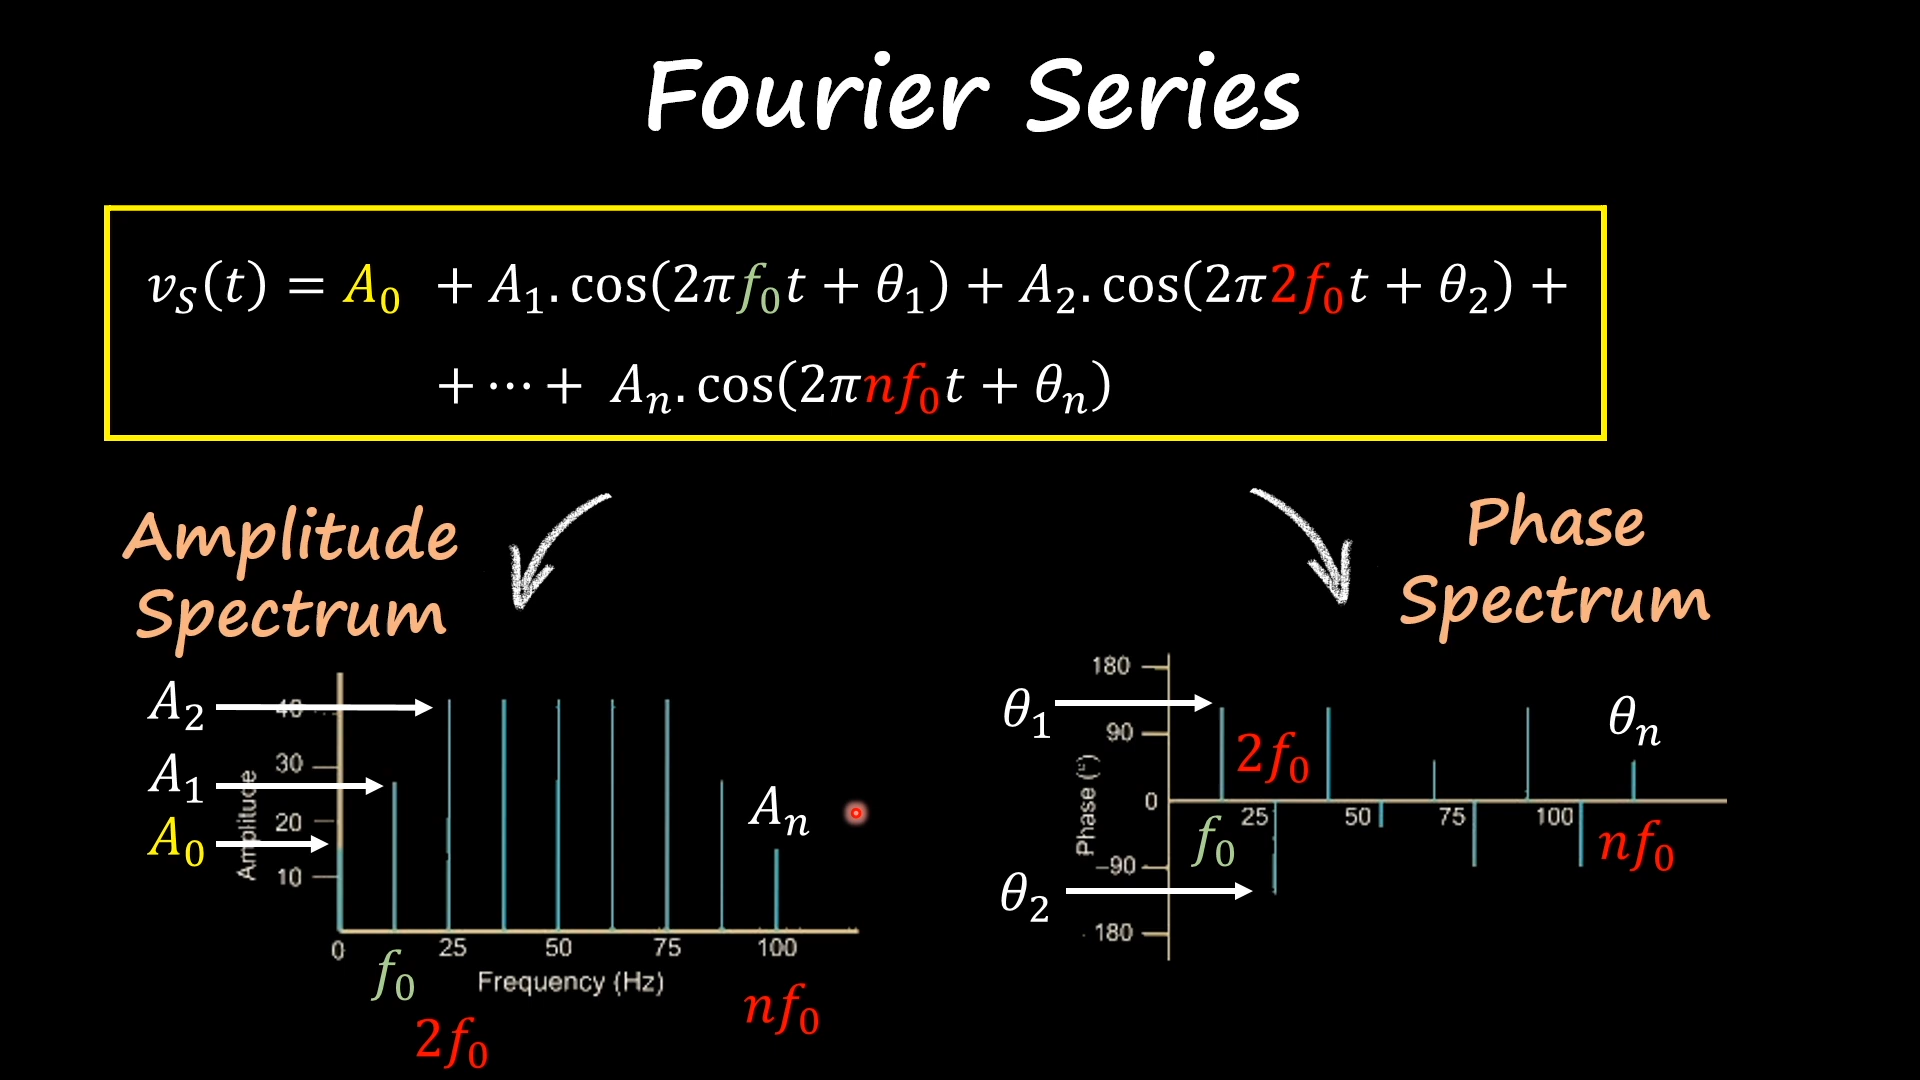 Fourier Series
v_S(t) = A_0 + A_1.cos(2πf_0t + θ_1) + A_2.cos(2π2f_0t + θ_2) +
+ ⋯ + A_n.cos(2πnf_0t + θ_n)
Amplitude
Spectrum
A_2
A_1
A_0
40
30
20
10
Amplitude
A_n
0
25
50
75
100
Frequency (Hz)
f_0
2f_0
nf_0
Phase
Spectrum
180
90
0
–90
180
Phase (°)
θ_1
θ_2
2f_0
θ_n
25
50
75
100
f_0
nf_0